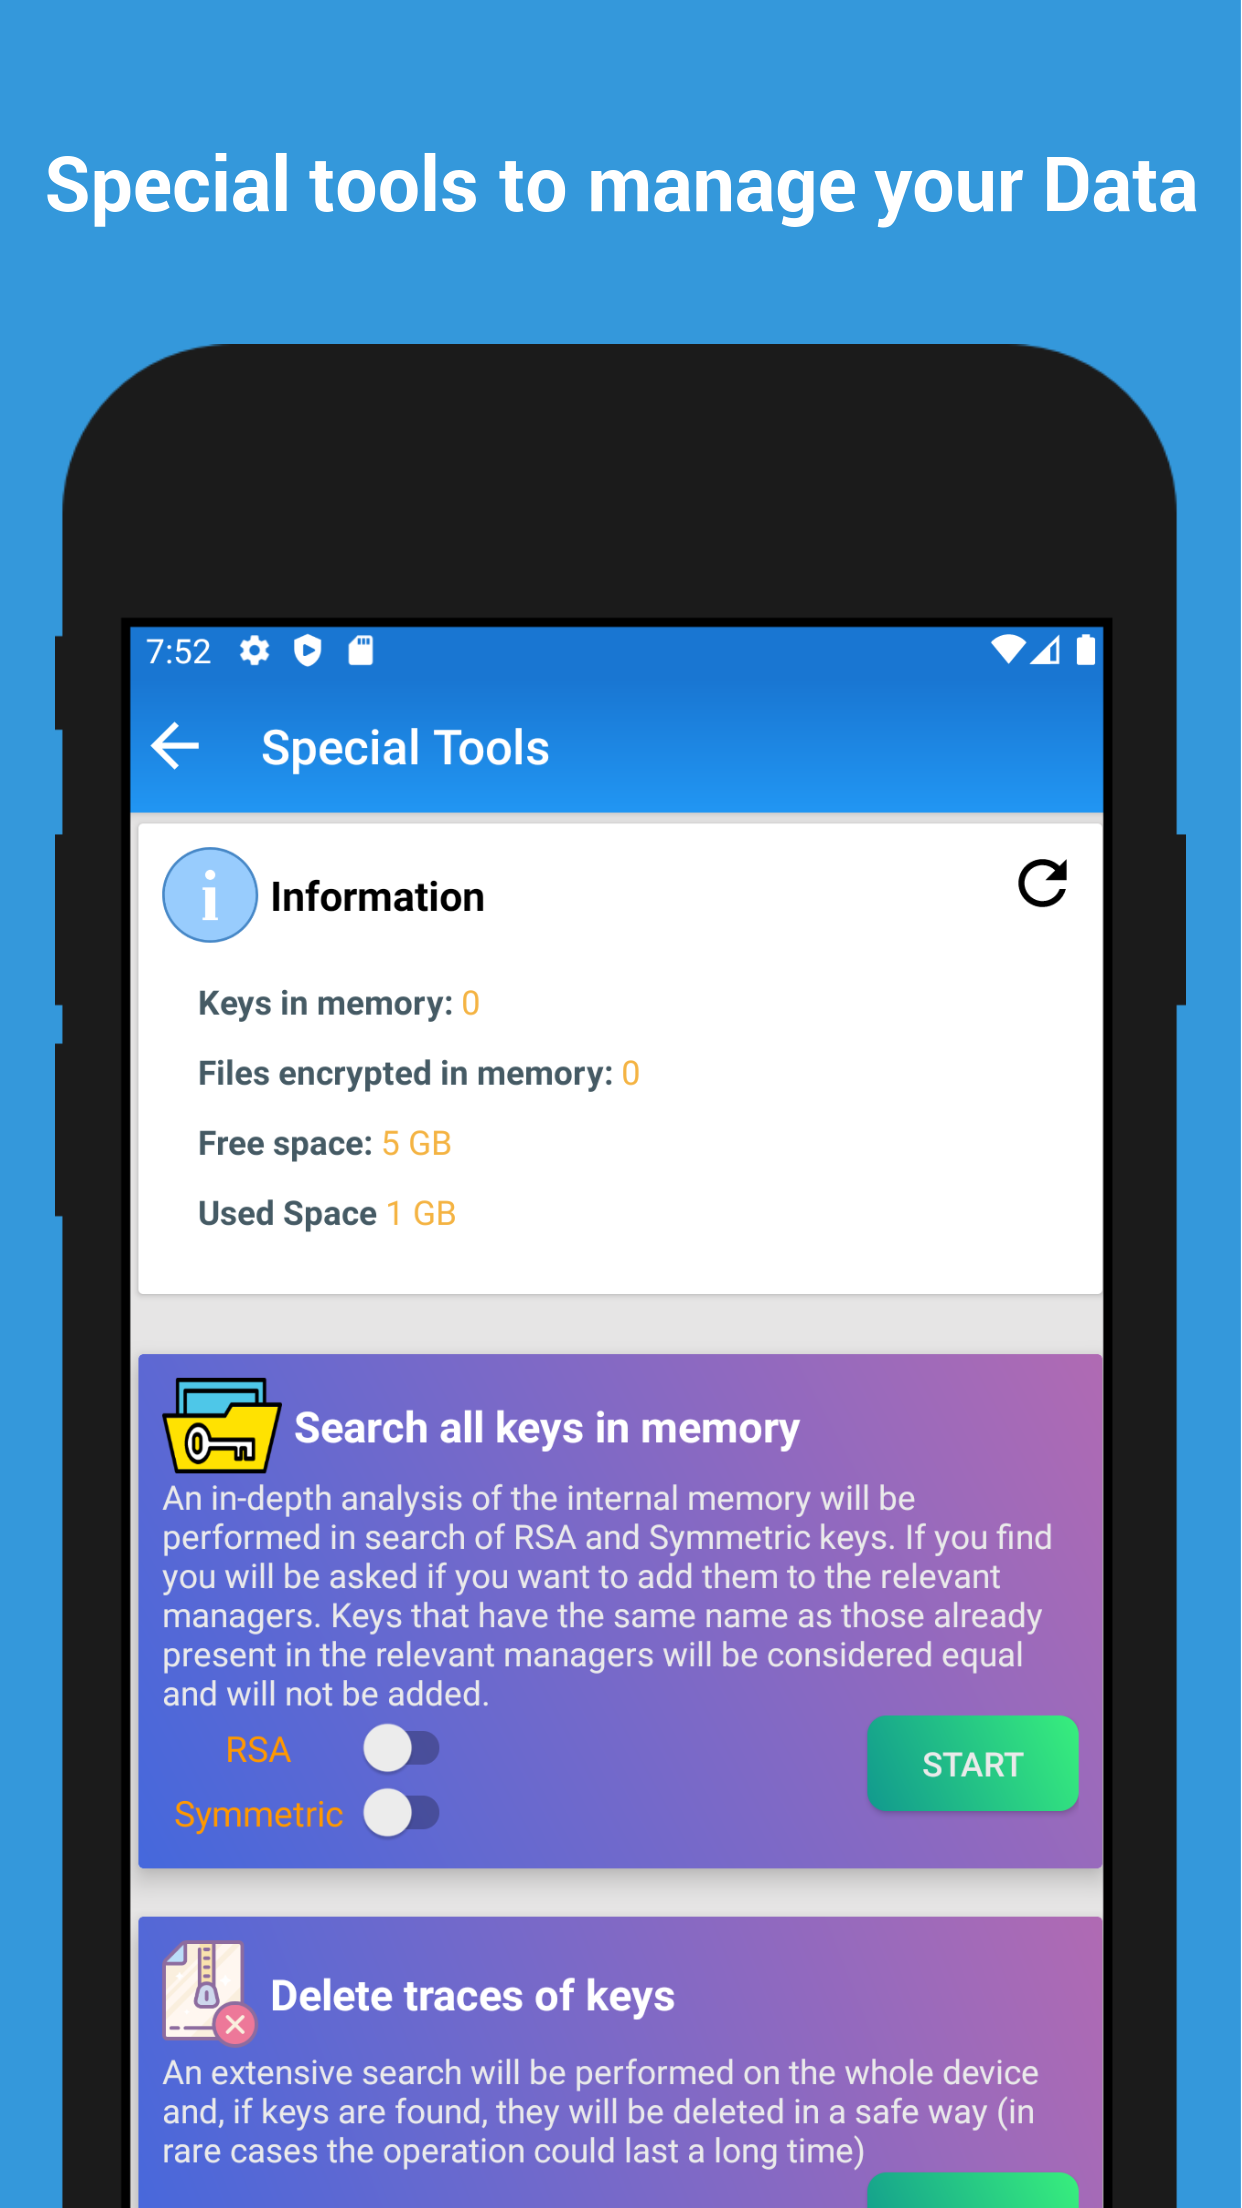 Special tools to manage your Data
7:52
Special Tools
i
Information
Keys in memory: 0
Files encrypted in memory: 0
Free space: 5 GB
Used Space 1 GB
Search all keys in memory
An in-depth analysis of the internal memory will be
performed in search of RSA and Symmetric keys. If you find
you will be asked if you want to add them to the relevant
managers. Keys that have the same name as those already
present in the relevant managers will be considered equal
and will not be added.
RSA
START
Symmetric
Delete traces of keys
An extensive search will be performed on the whole device
and, if keys are found, they will be deleted in a safe way (in
rare cases the operation could last a long time)